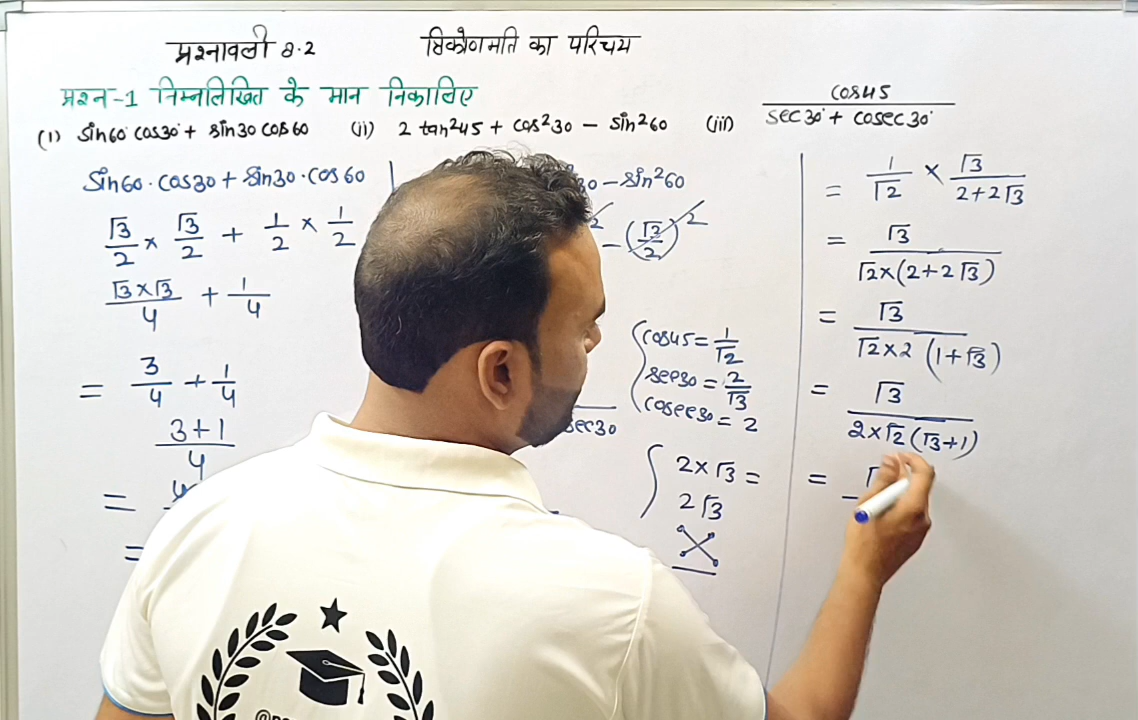 प्रश्नावली 8.2 त्रिकोणमिति का परिचय
प्रश्न-1 निम्नलिखित के मान निकालिए
(i) sin60 cos30 + sin30 cos60 (ii) 2 tan²45 + cos²30 − sin²60 (iii) cos45 / sec30 + cosec30
sin60·cos30 + sin30·cos60
√3/2 × √3/2 + 1/2 × 1/2
√3×√3/4 + 1/4
= 3/4 + 1/4
3+1/4
=
=
30 − sin²60
2 − (√3/2)²
cos45 = 1/√2
sec30 = 2/√3
cosec30 = 2
sec30
2×√3 =
2√3
= 1/√2 × √3/2+2√3
= √3/√2×(2+2√3)
= √3/√2×2 (1+√3)
= √3/2×√2(√3+1)
=